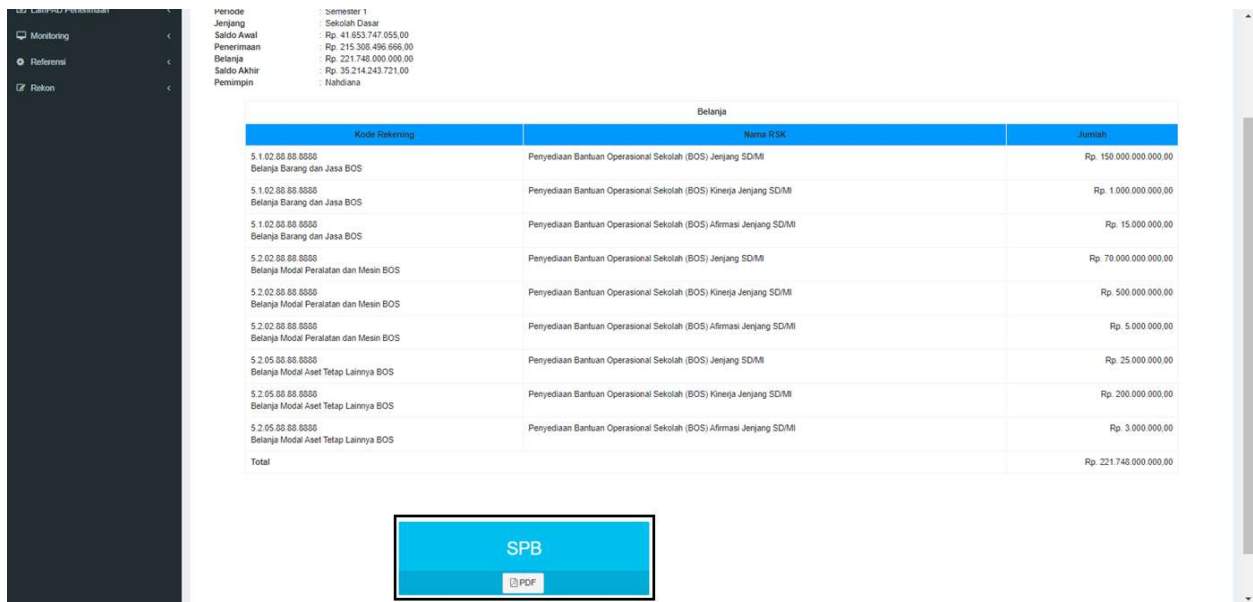 LampPAD Penerimaan
Monitoring
Referensi
Rekon
Periode : Semester 1
Jenjang : Sekolah Dasar
Saldo Awal : Rp. 41.653.747.055,00
Penerimaan : Rp. 215.308.496.666,00
Belanja : Rp. 221.748.000.000,00
Saldo Akhir : Rp. 35.214.243.721,00
Pemimpin : Nahdiana
Belanja
Kode Rekening Nama RSK Jumlah
5.1.02.88.88.8888 Penyediaan Bantuan Operasional Sekolah (BOS) Jenjang SD/MI Rp. 150.000.000.000,00
Belanja Barang dan Jasa BOS
5.1.02.88.88.8888 Penyediaan Bantuan Operasional Sekolah (BOS) Kinerja Jenjang SD/MI Rp. 1.000.000.000,00
Belanja Barang dan Jasa BOS
5.1.02.88.88.8888 Penyediaan Bantuan Operasional Sekolah (BOS) Afirmasi Jenjang SD/MI Rp. 15.000.000,00
Belanja Barang dan Jasa BOS
5.2.02.88.88.8888 Penyediaan Bantuan Operasional Sekolah (BOS) Jenjang SD/MI Rp. 70.000.000.000,00
Belanja Modal Peralatan dan Mesin BOS
5.2.02.88.88.8888 Penyediaan Bantuan Operasional Sekolah (BOS) Kinerja Jenjang SD/MI Rp. 500.000.000,00
Belanja Modal Peralatan dan Mesin BOS
5.2.02.88.88.8888 Penyediaan Bantuan Operasional Sekolah (BOS) Afirmasi Jenjang SD/MI Rp. 5.000.000,00
Belanja Modal Peralatan dan Mesin BOS
5.2.05.88.88.8888 Penyediaan Bantuan Operasional Sekolah (BOS) Jenjang SD/MI Rp. 25.000.000,00
Belanja Modal Aset Tetap Lainnya BOS
5.2.05.88.88.8888 Penyediaan Bantuan Operasional Sekolah (BOS) Kinerja Jenjang SD/MI Rp. 200.000.000,00
Belanja Modal Aset Tetap Lainnya BOS
5.2.05.88.88.8888 Penyediaan Bantuan Operasional Sekolah (BOS) Afirmasi Jenjang SD/MI Rp. 3.000.000,00
Belanja Modal Aset Tetap Lainnya BOS
Total Rp. 221.748.000.000,00
SPB
PDF